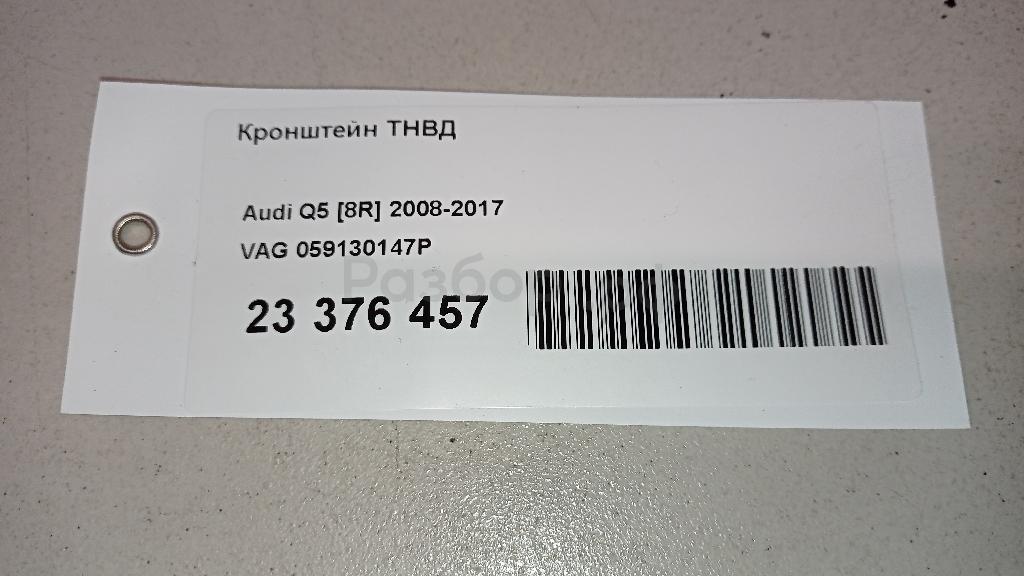 Кронштейн ТНВД
Audi Q5 [8R] 2008-2017
VAG 059130147P
23 376 457